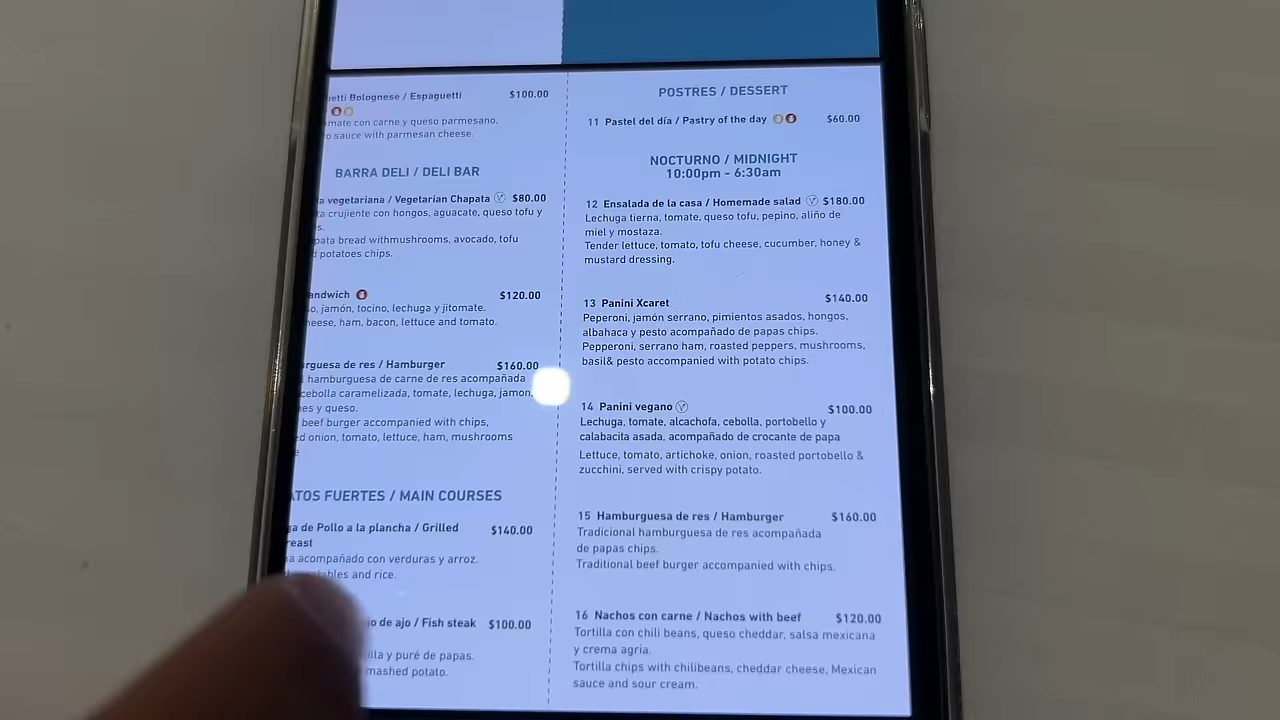 etti Bolognese / Espaguetti $100.00
mate con carne y queso parmesano.
o sauce with parmesan cheese.
BARRA DELI / DELI BAR
a vegetariana / Vegetarian Chapata $80.00
ta crujiente con hongos, aguacate, queso tofu y
s.
pata bread withmushrooms, avocado, tofu
d potatoes chips.
andwich $120.00
so, jamón, tocino, lechuga y jitomate.
heese, ham, bacon, lettuce and tomato.
rguesa de res / Hamburger $160.00
l hamburguesa de carne de res acompañada
cebolla caramelizada, tomate, lechuga, jamon,
nes y queso.
beef burger accompanied with chips,
ed onion, tomato, lettuce, ham, mushrooms
e
ATOS FUERTES / MAIN COURSES
ga de Pollo a la plancha / Grilled $140.00
reast
a acompañado con verduras y arroz.
bles and rice.
jo de ajo / Fish steak $100.00
illa y puré de papas.
mashed potato.
POSTRES / DESSERT
11 Pastel del día / Pastry of the day $60.00
NOCTURNO / MIDNIGHT
10:00pm - 6:30am
12 Ensalada de la casa / Homemade salad $180.00
Lechuga tierna, tomate, queso tofu, pepino, aliño de
miel y mostaza.
Tender lettuce, tomato, tofu cheese, cucumber, honey &
mustard dressing.
13 Panini Xcaret $140.00
Peperoni, jamón serrano, pimientos asados, hongos,
albahaca y pesto acompañado de papas chips.
Pepperoni, serrano ham, roasted peppers, mushrooms,
basil& pesto accompanied with potato chips.
14 Panini vegano $100.00
Lechuga, tomate, alcachofa, cebolla, portobello y
calabacita asada, acompañado de crocante de papa
Lettuce, tomato, artichoke, onion, roasted portobello &
zucchini, served with crispy potato.
15 Hamburguesa de res / Hamburger $160.00
Tradicional hamburguesa de res acompañada
de papas chips.
Traditional beef burger accompanied with chips.
16 Nachos con carne / Nachos with beef $120.00
Tortilla con chili beans, queso cheddar, salsa mexicana
y crema agria.
Tortilla chips with chilibeans, cheddar cheese, Mexican
sauce and sour cream.